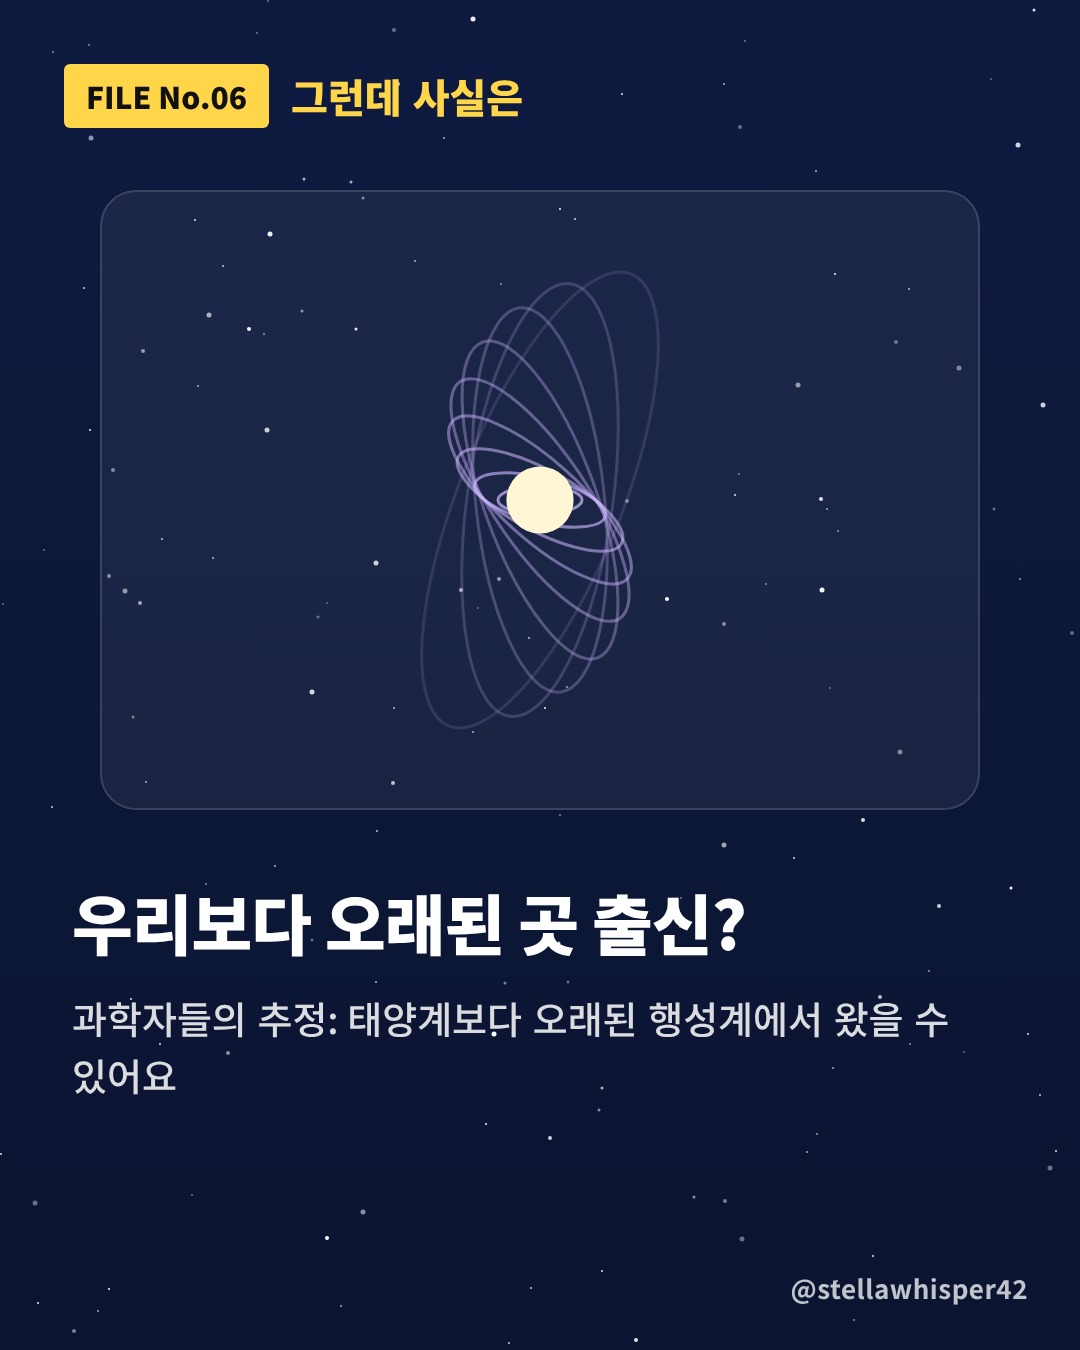 FILE No.06 그런데 사실은
우리보다 오래된 곳 출신?
과학자들의 추정: 태양계보다 오래된 행성계에서 왔을 수
있어요
@stellawhisper42